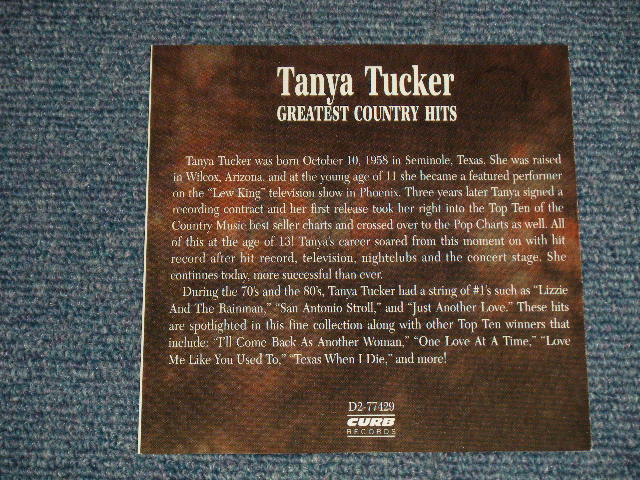 Tanya Tucker
GREATEST COUNTRY HITS
Tanya Tucker was born October 10, 1958 in Seminole, Texas. She was raised
in Wilcox, Arizona, and at the young age of 11 she became a featured performer
on the “Lew King” television show in Phoenix. Three years later Tanya signed a
recording contract and her first release took her right into the Top Ten of the
Country Music best seller charts and crossed over to the Pop Charts as well. All
of this at the age of 13! Tanya's career soared from this moment on with hit
record after hit record, television, nightclubs and the concert stage. She
continues today, more successful than ever.
During the 70's and the 80's, Tanya Tucker had a string of #1's such as “Lizzie
And The Rainman,” “San Antonio Stroll,” and “Just Another Love.” These hits
are spotlighted in this fine collection along with other Top Ten winners that
include: “I'll Come Back As Another Woman,” “One Love At A Time,” “Love
Me Like You Used To,” “Texas When I Die,” and more!
D2-77429
CURB
RECORDS